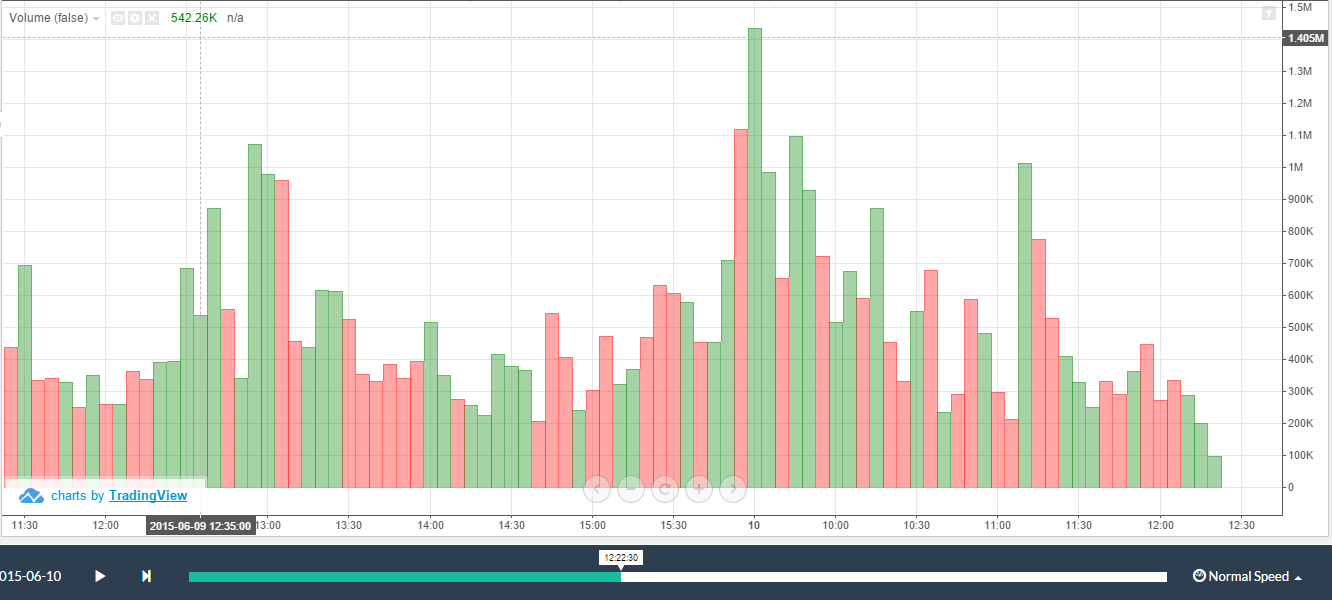 Volume (false) 542.26K n/a
1.5M
1.405M
1.3M
1.2M
1.1M
1M
900K
800K
700K
600K
500K
400K
300K
200K
100K
0
charts by TradingView
11:30 12:00 2015-06-09 12:35:00 13:00 13:30 14:00 14:30 15:00 15:30 10 10:00 10:30 11:00 11:30 12:00 12:30
12:22:30
015-06-10 Normal Speed